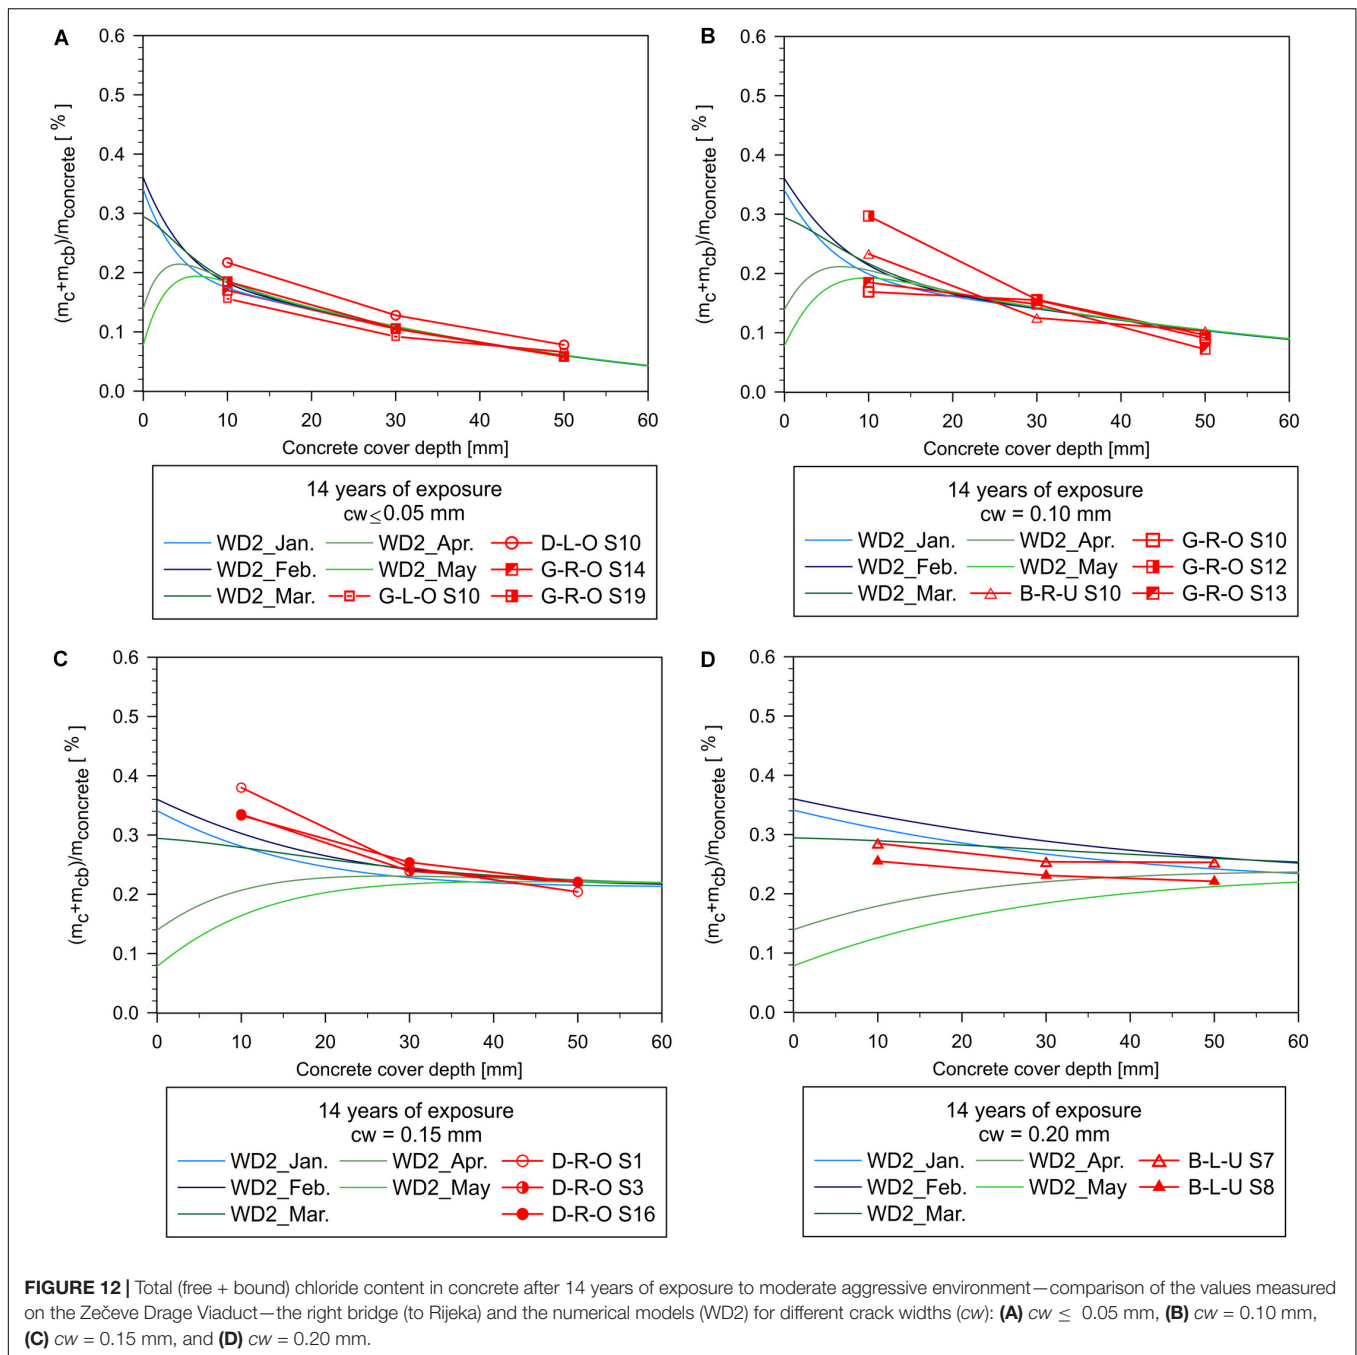 A
0.6
0.5
0.4
0.3
0.2
0.1
0.0
(mc+mcb)/mconcrete [ % ]
0 10 20 30 40 50 60
Concrete cover depth [mm]
14 years of exposure
cw ≤ 0.05 mm
WD2_Jan. WD2_Apr. D-L-O S10
WD2_Feb. WD2_May G-R-O S14
WD2_Mar. G-L-O S10 G-R-O S19
B
0.6
0.5
0.4
0.3
0.2
0.1
0.0
(mc+mcb)/mconcrete [ % ]
0 10 20 30 40 50 60
Concrete cover depth [mm]
14 years of exposure
cw = 0.10 mm
WD2_Jan. WD2_Apr. G-R-O S10
WD2_Feb. WD2_May G-R-O S12
WD2_Mar. B-R-U S10 G-R-O S13
C
0.6
0.5
0.4
0.3
0.2
0.1
0.0
(mc+mcb)/mconcrete [ % ]
0 10 20 30 40 50 60
Concrete cover depth [mm]
14 years of exposure
cw = 0.15 mm
WD2_Jan. WD2_Apr. D-R-O S1
WD2_Feb. WD2_May D-R-O S3
WD2_Mar. D-R-O S16
D
0.6
0.5
0.4
0.3
0.2
0.1
0.0
(mc+mcb)/mconcrete [ % ]
0 10 20 30 40 50 60
Concrete cover depth [mm]
14 years of exposure
cw = 0.20 mm
WD2_Jan. WD2_Apr. B-L-U S7
WD2_Feb. WD2_May B-L-U S8
WD2_Mar.
FIGURE 12 | Total (free + bound) chloride content in concrete after 14 years of exposure to moderate aggressive environment—comparison of the values measured
on the Zečeve Drage Viaduct—the right bridge (to Rijeka) and the numerical models (WD2) for different crack widths (cw): (A) cw ≤ 0.05 mm, (B) cw = 0.10 mm,
(C) cw = 0.15 mm, and (D) cw = 0.20 mm.